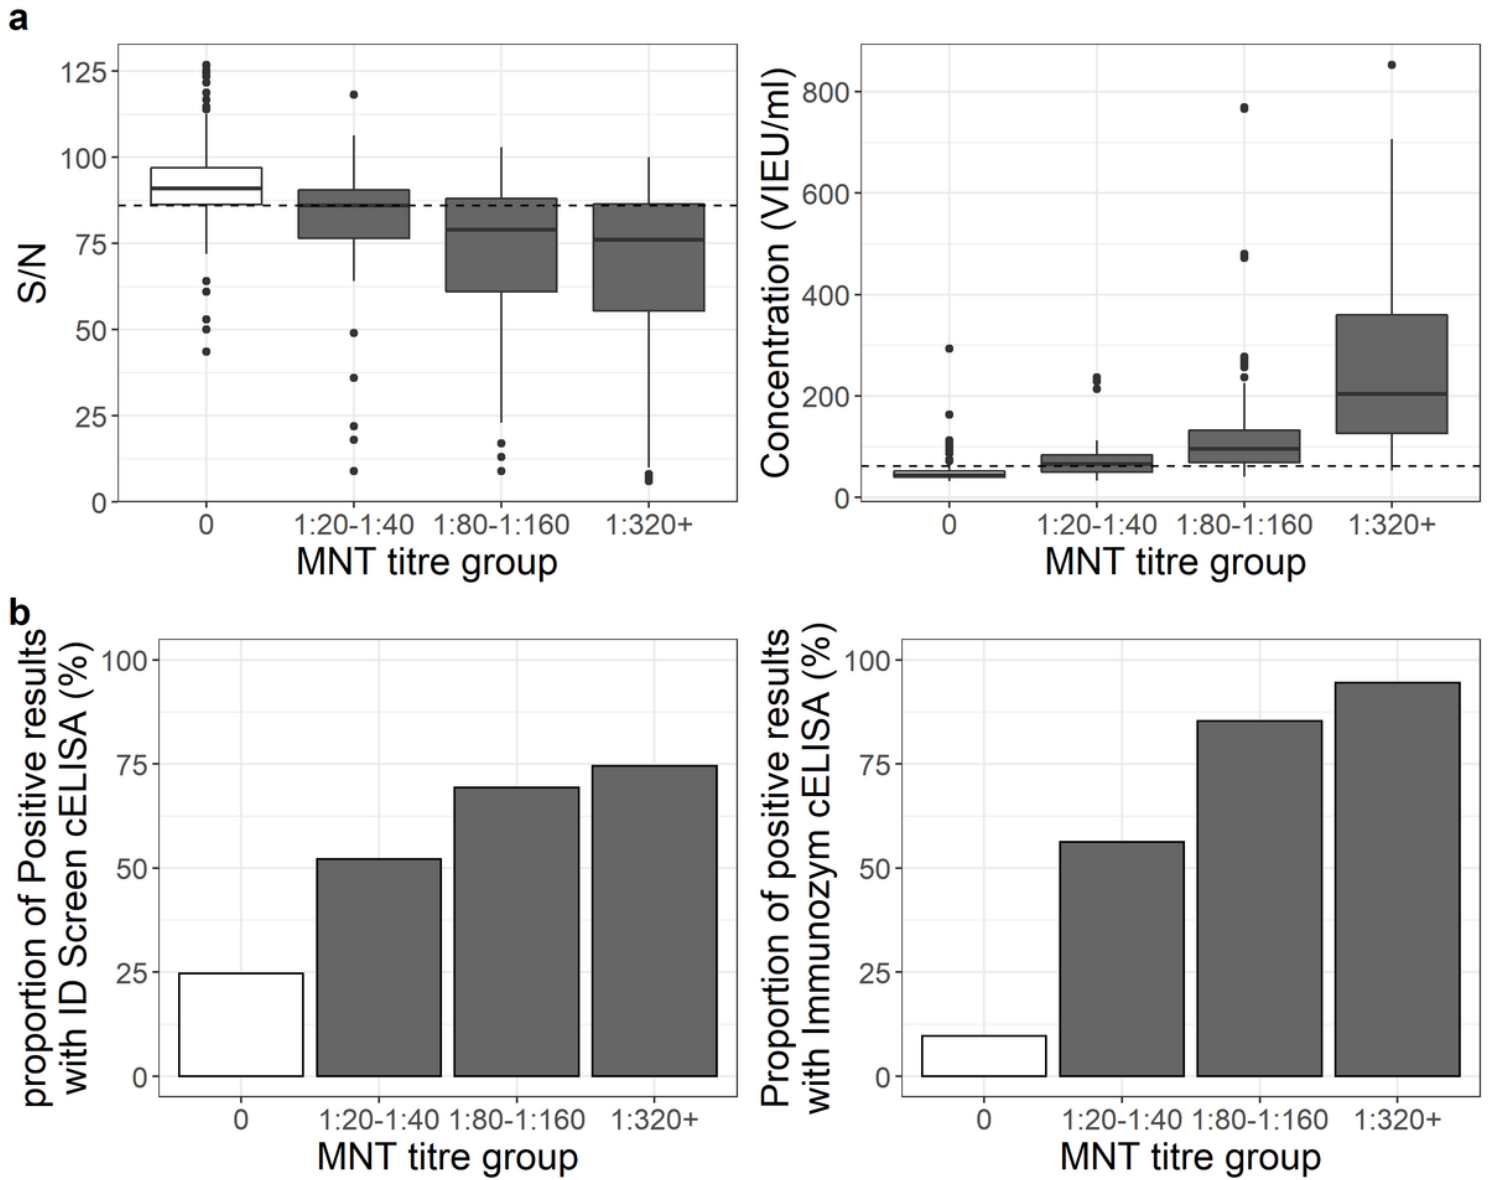 a
S/N
125
100
75
50
25
0
0 1:20-1:40 1:80-1:160 1:320+
MNT titre group
Concentration (VIEU/ml)
800
600
400
200
0
0 1:20-1:40 1:80-1:160 1:320+
MNT titre group
b
proportion of Positive results
with ID Screen cELISA (%)
100
75
50
25
0
0 1:20-1:40 1:80-1:160 1:320+
MNT titre group
Proportion of positive results
with Immunozym cELISA (%)
100
75
50
25
0
0 1:20-1:40 1:80-1:160 1:320+
MNT titre group